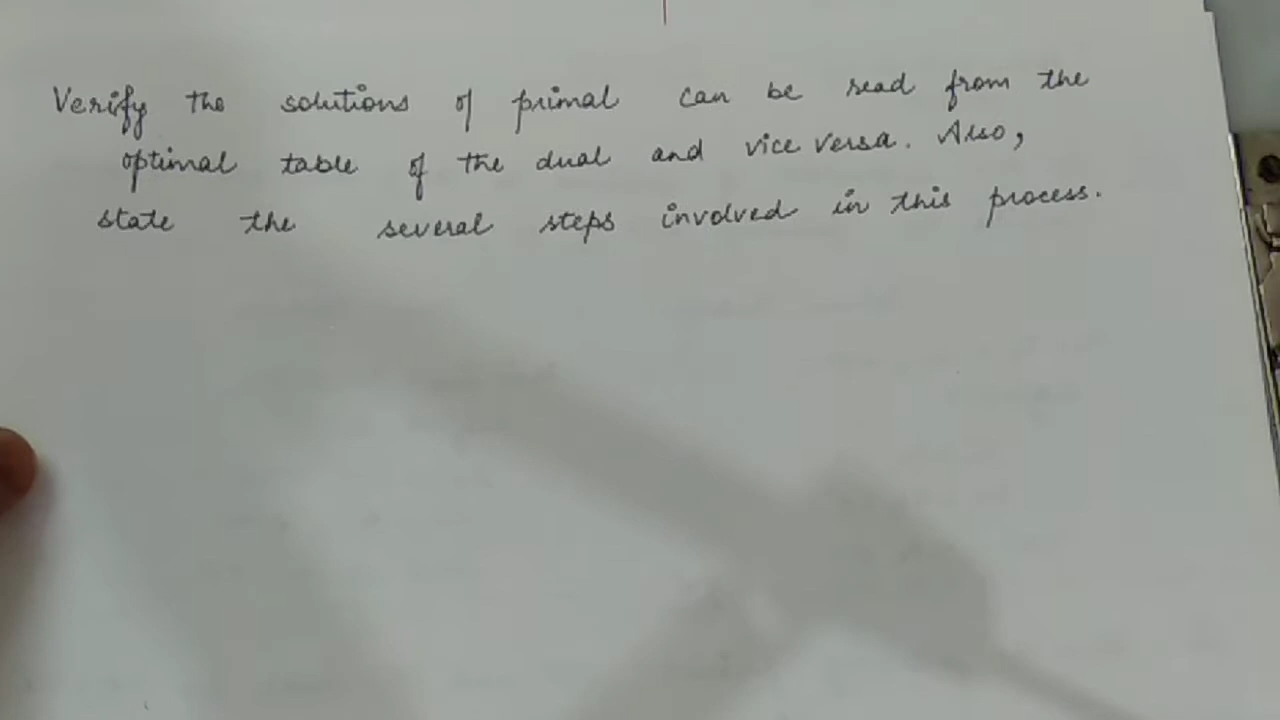 Verify the solutions of primal can be read from the
optimal table of the dual and vice versa. Also,
state the several steps involved in this process.